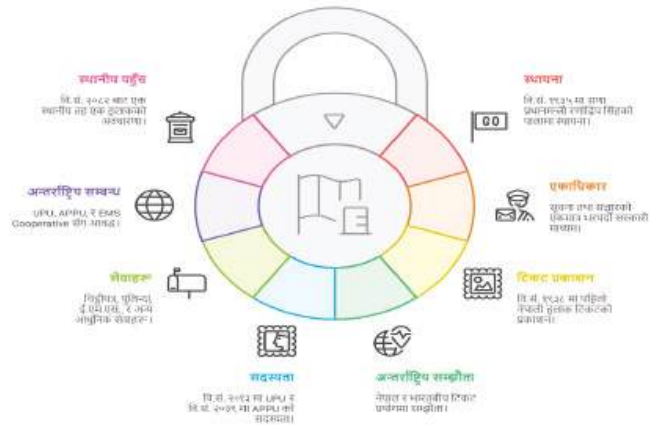 स्थानीय पहुँच
वि.सं. २०८२ बाट एक
स्थानीय तह एक हुलाकको
अवधारणा।
स्थापना
वि.सं. १९३५ मा राणा
प्रधानमन्त्री रणोद्दिप सिंहको
पालामा स्थापना।
GO
अन्तर्राष्ट्रिय सम्बन्ध
UPU, APPU, र EMS
Cooperative सँग आबद्ध।
एकाधिकार
सूचना तथा सञ्चारको
एकमात्र भरपर्दो सरकारी
माध्यम।
सेवाहरू
चिठ्ठीपत्र, पुलिन्दा,
ई.एम.एस. र अन्य
आधुनिक सेवाहरू।
टिकट प्रकाशन
वि.सं. १९३८ मा पहिलो
नेपाली हुलाक टिकटको
प्रकाशन।
सदस्यता
वि.सं. २०१३ मा UPU र
वि.सं. २०३९ मा APPU को
सदस्यता।
अन्तर्राष्ट्रिय सम्झौता
नेपाल र भारतबीच टिकट
प्रयोगमा सम्झौता।